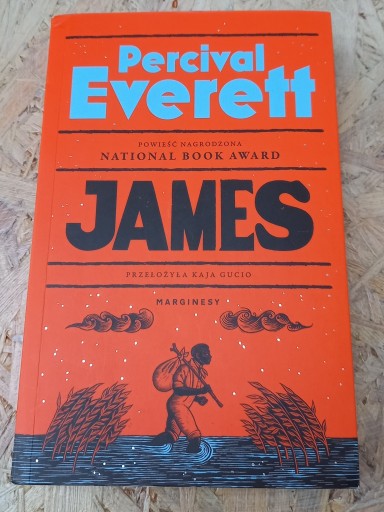 Percival
Everett
POWIEŚĆ NAGRODZONA
NATIONAL BOOK AWARD
JAMES
PRZEŁOŻYŁA KAJA GUCIO
MARGINESY